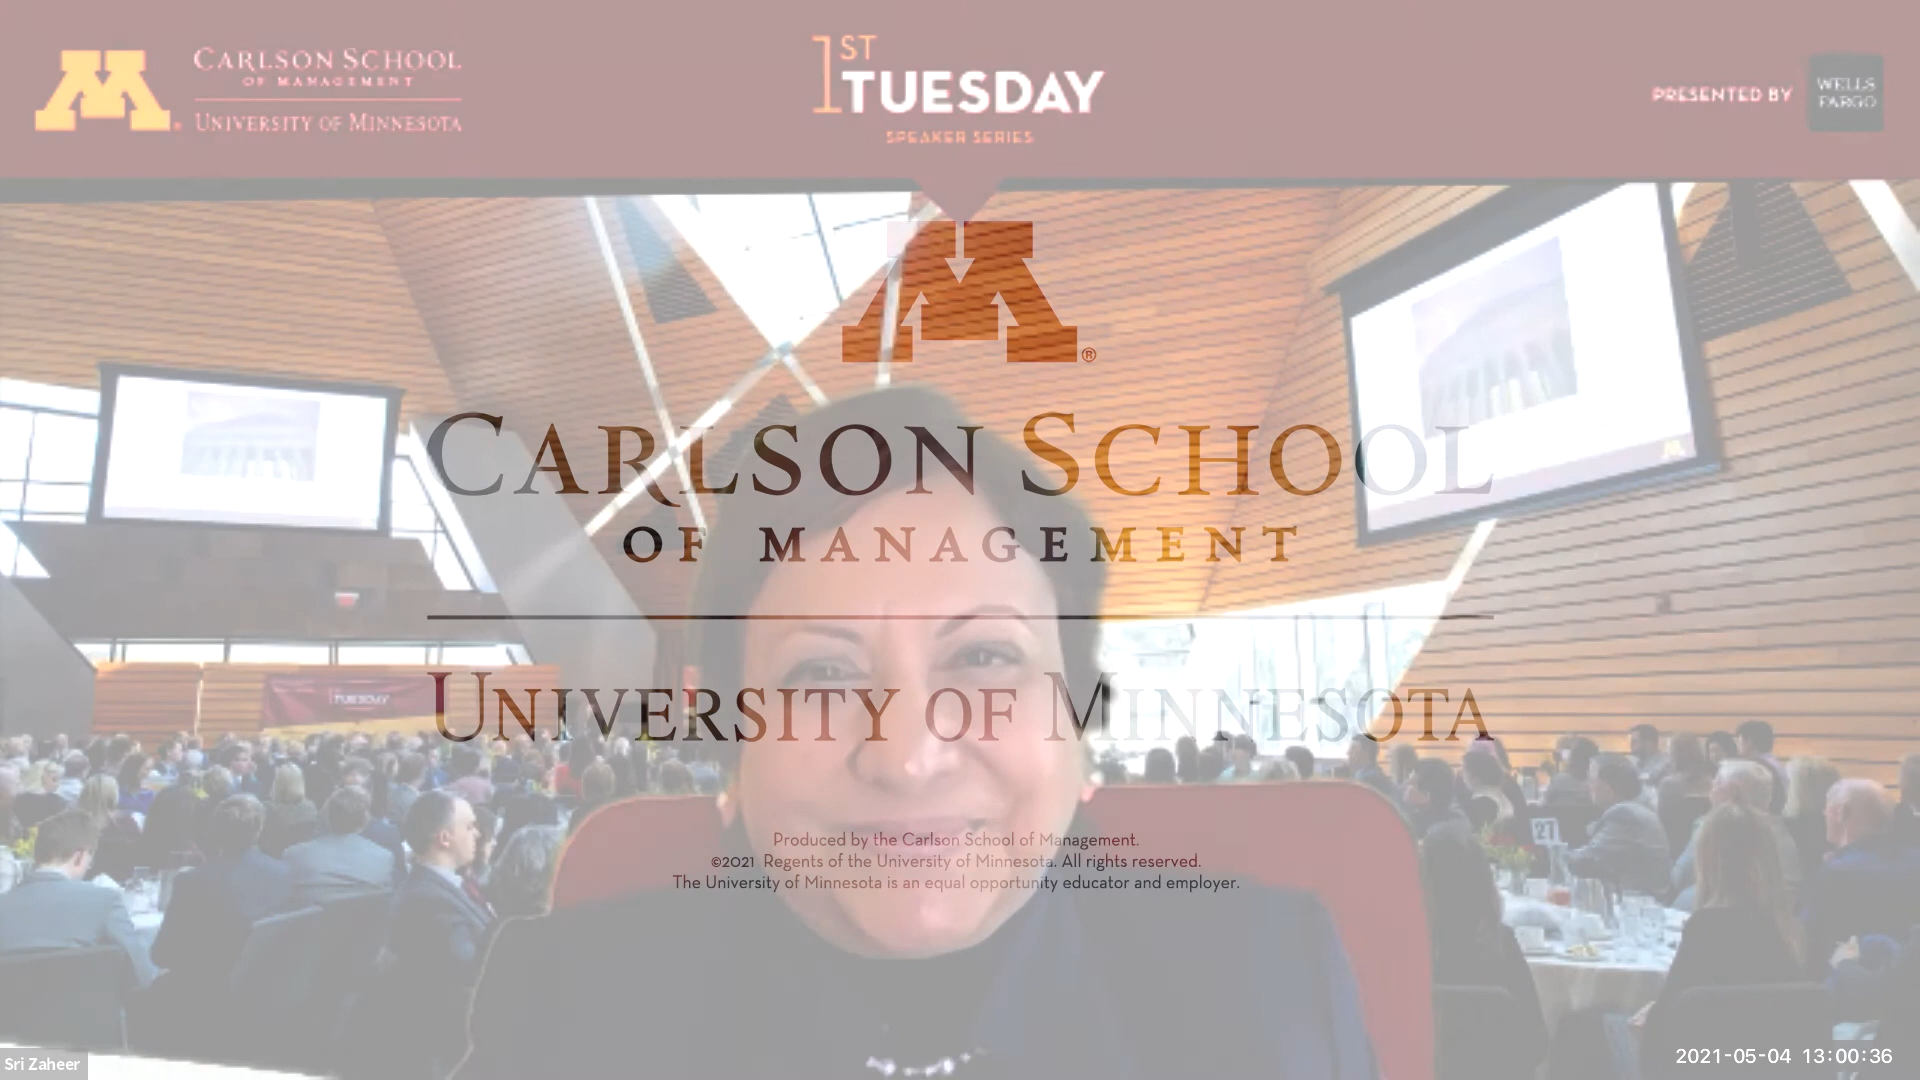 CARLSON SCHOOL
OF MANAGEMENT
UNIVERSITY OF MINNESOTA
1ST
TUESDAY
SPEAKER SERIES
PRESENTED BY
WELLS
FARGO
®
CARLSON SCHOOL
OF MANAGEMENT
UNIVERSITY OF MINNESOTA
1TUESDAY
27
Produced by the Carlson School of Management.
©2021 Regents of the University of Minnesota. All rights reserved.
The University of Minnesota is an equal opportunity educator and employer.
Sri Zaheer
2021-05-04 13:00:36